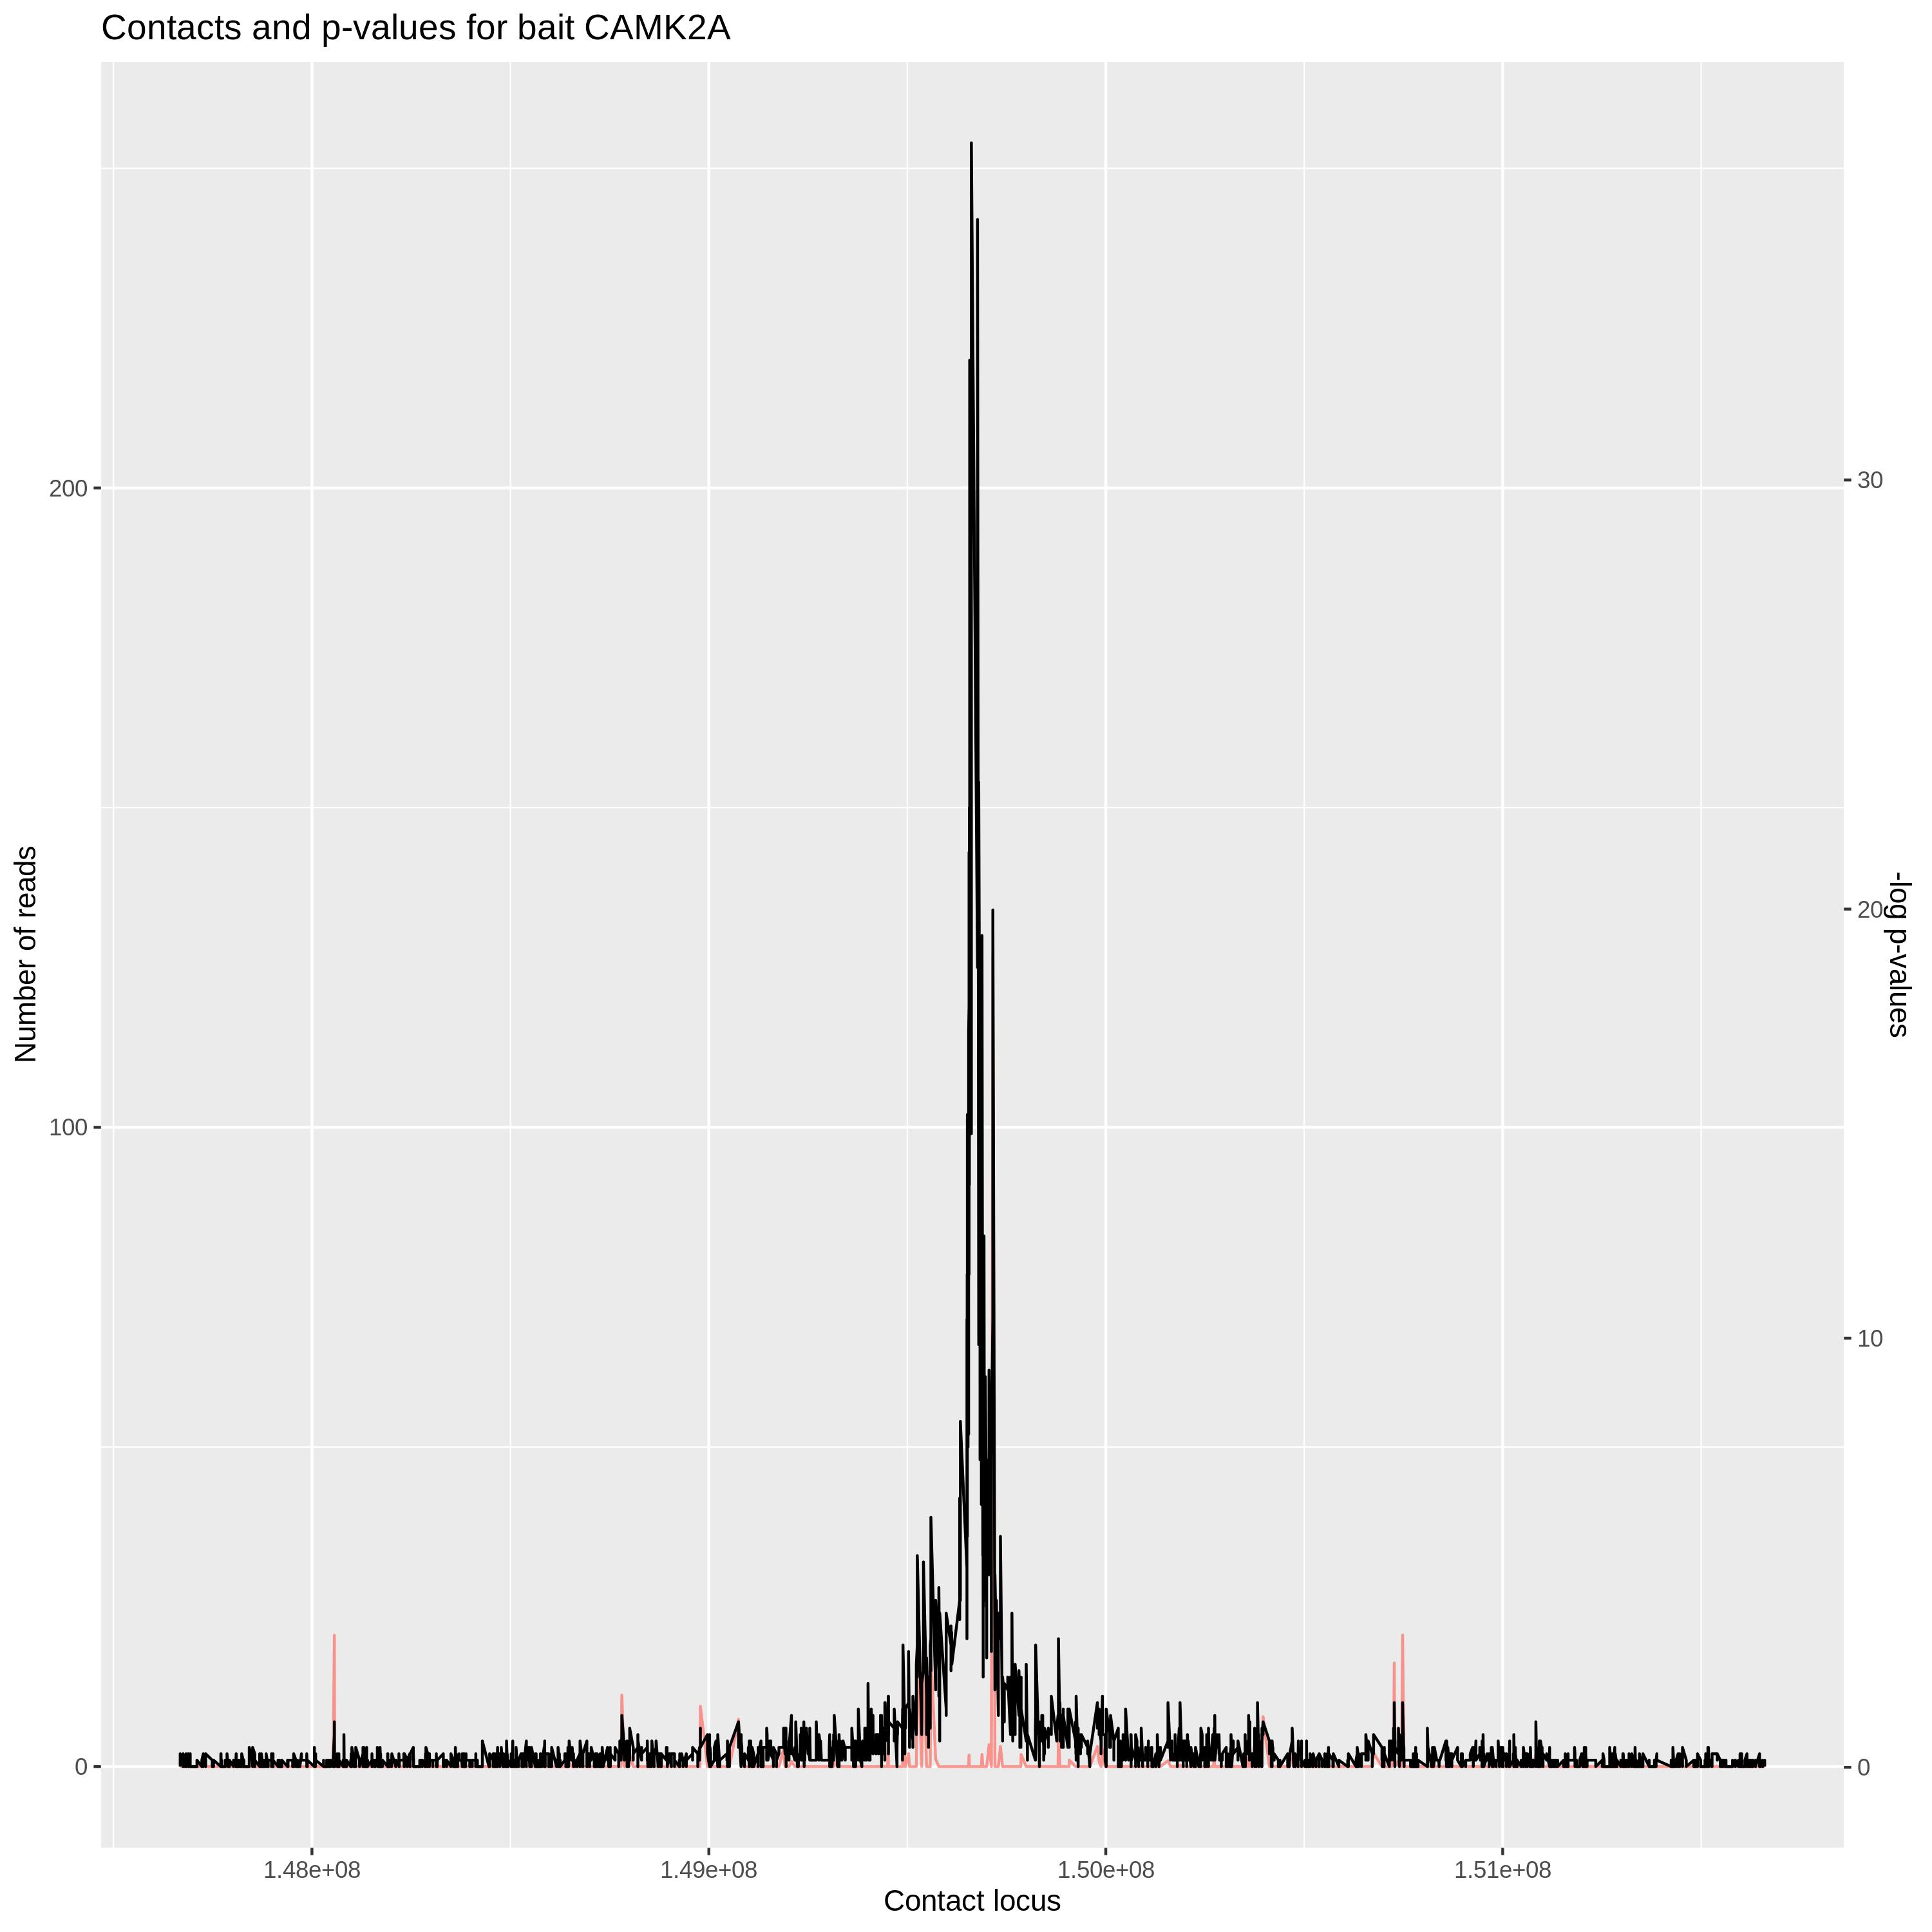 Contacts and p-values for bait CAMK2A
Number of reads
200
100
0
30
20
10
0
-log p-values
1.48e+08
1.49e+08
1.50e+08
1.51e+08
Contact locus